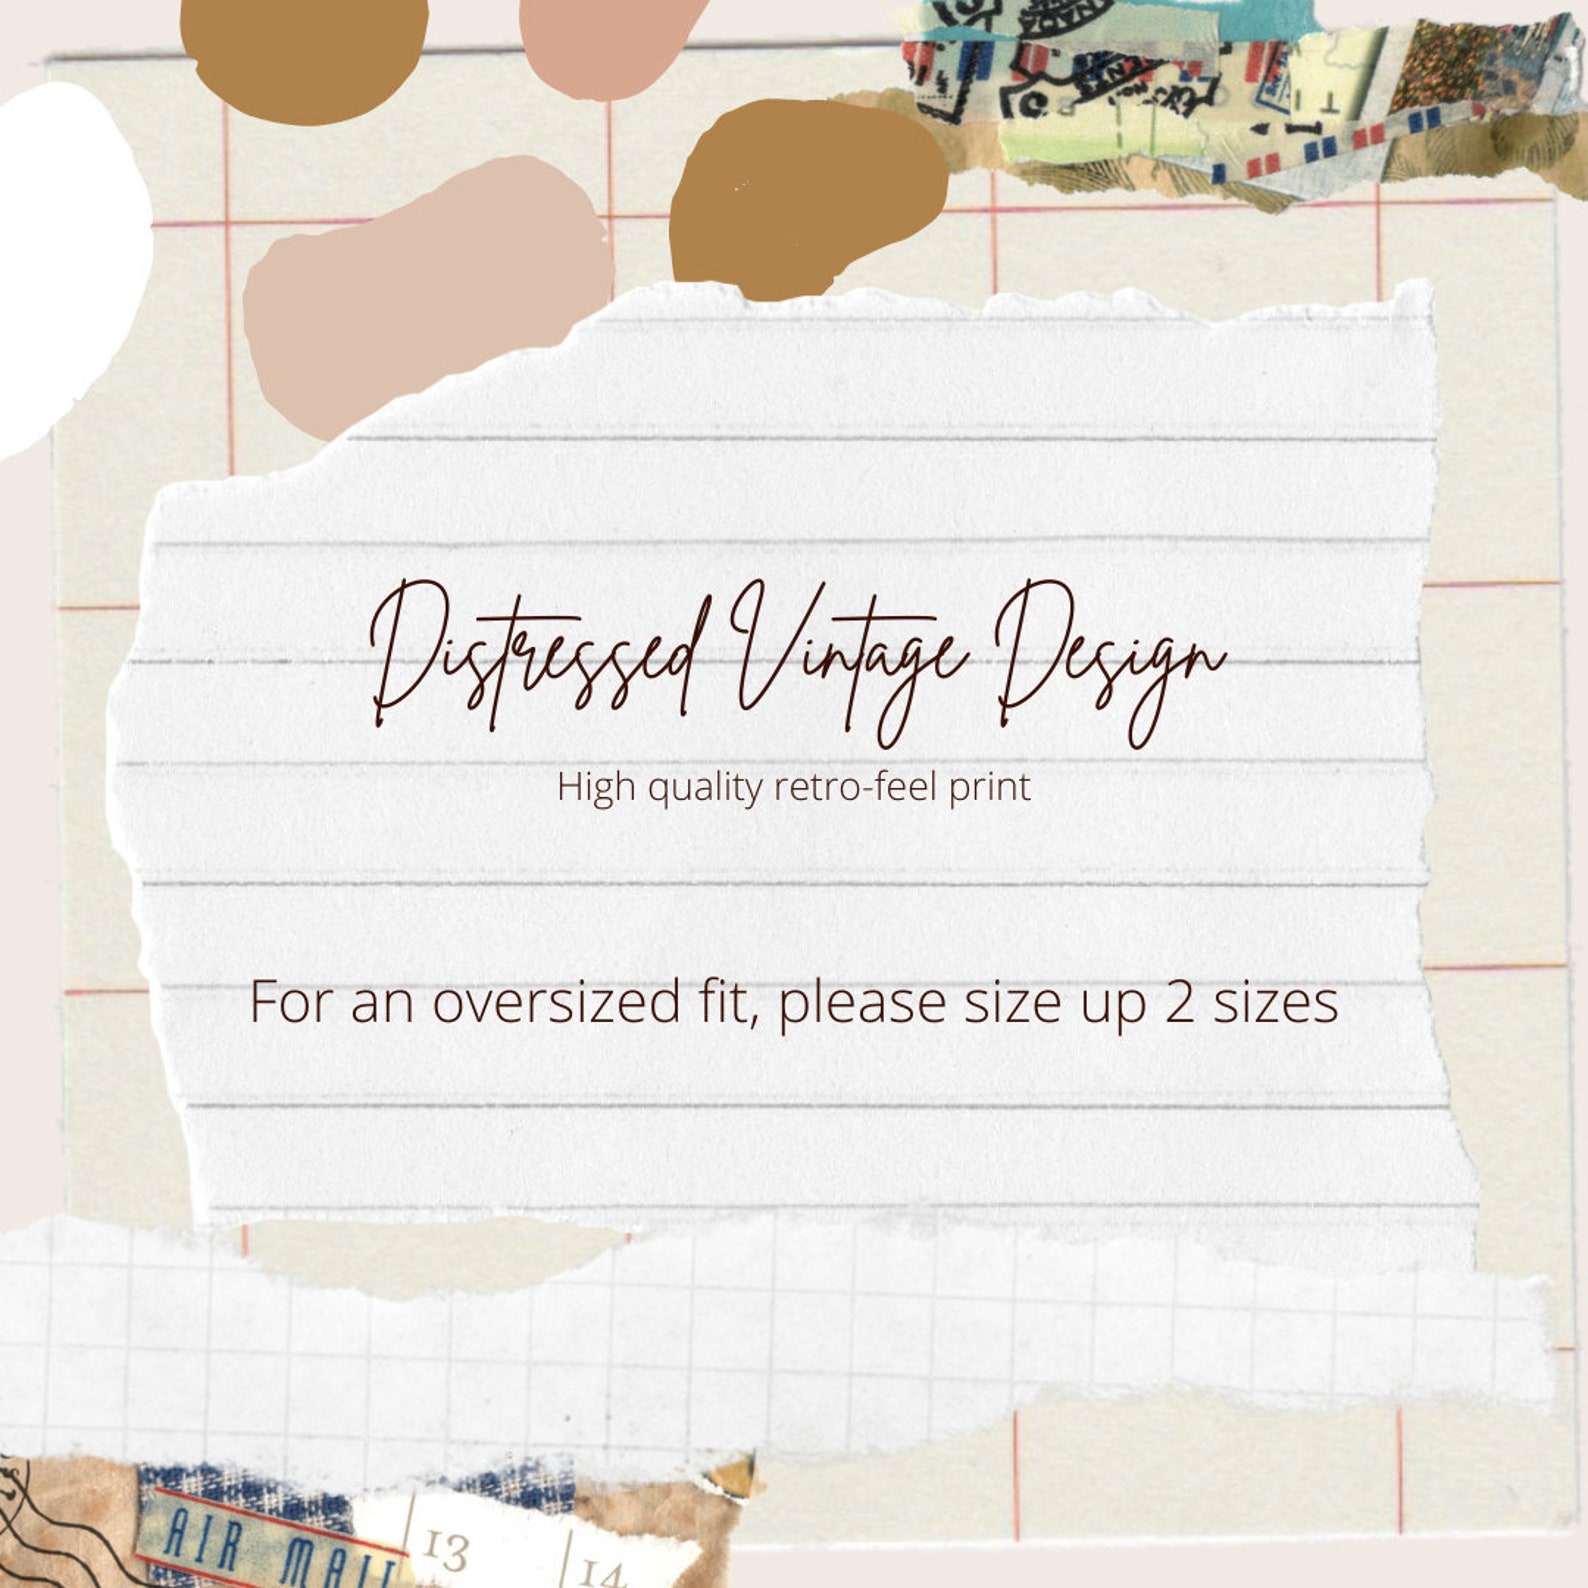 CANADA
Distressed Vintage Design
High quality retro-feel print
For an oversized fit, please size up 2 sizes
AIR MAIL
13
14